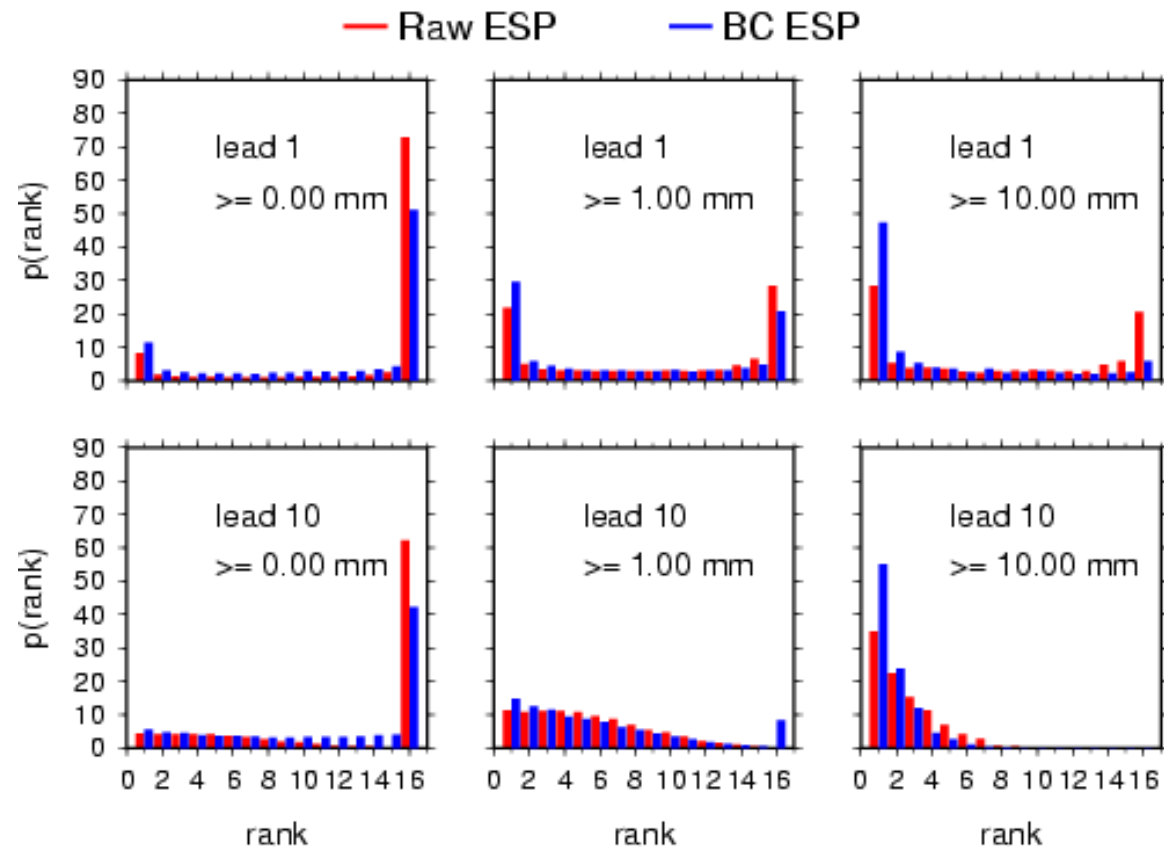 Raw ESP BC ESP
90
80
70
60
50
40
30
20
10
0
p(rank)
lead 1
>= 0.00 mm
lead 1
>= 1.00 mm
lead 1
>= 10.00 mm
90
80
70
60
50
40
30
20
10
0
p(rank)
lead 10
>= 0.00 mm
lead 10
>= 1.00 mm
lead 10
>= 10.00 mm
0 2 4 6 8 10 12 14 16 0 2 4 6 8 10 12 14 16 0 2 4 6 8 10 12 14 16
rank rank rank